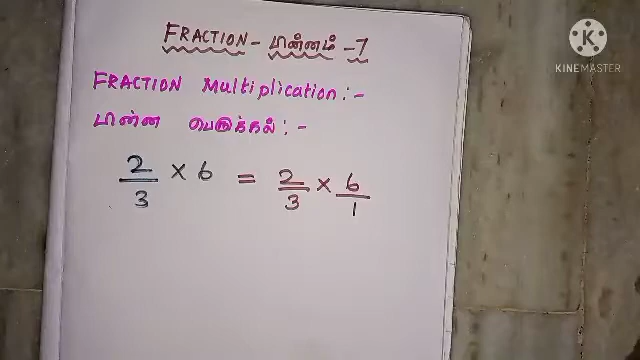 FRACTION - பின்னம் - 7
FRACTION Multiplication :-
பின்ன பெருக்கல் :-
2/3 × 6 = 2/3 × 6/1
KINEMASTER